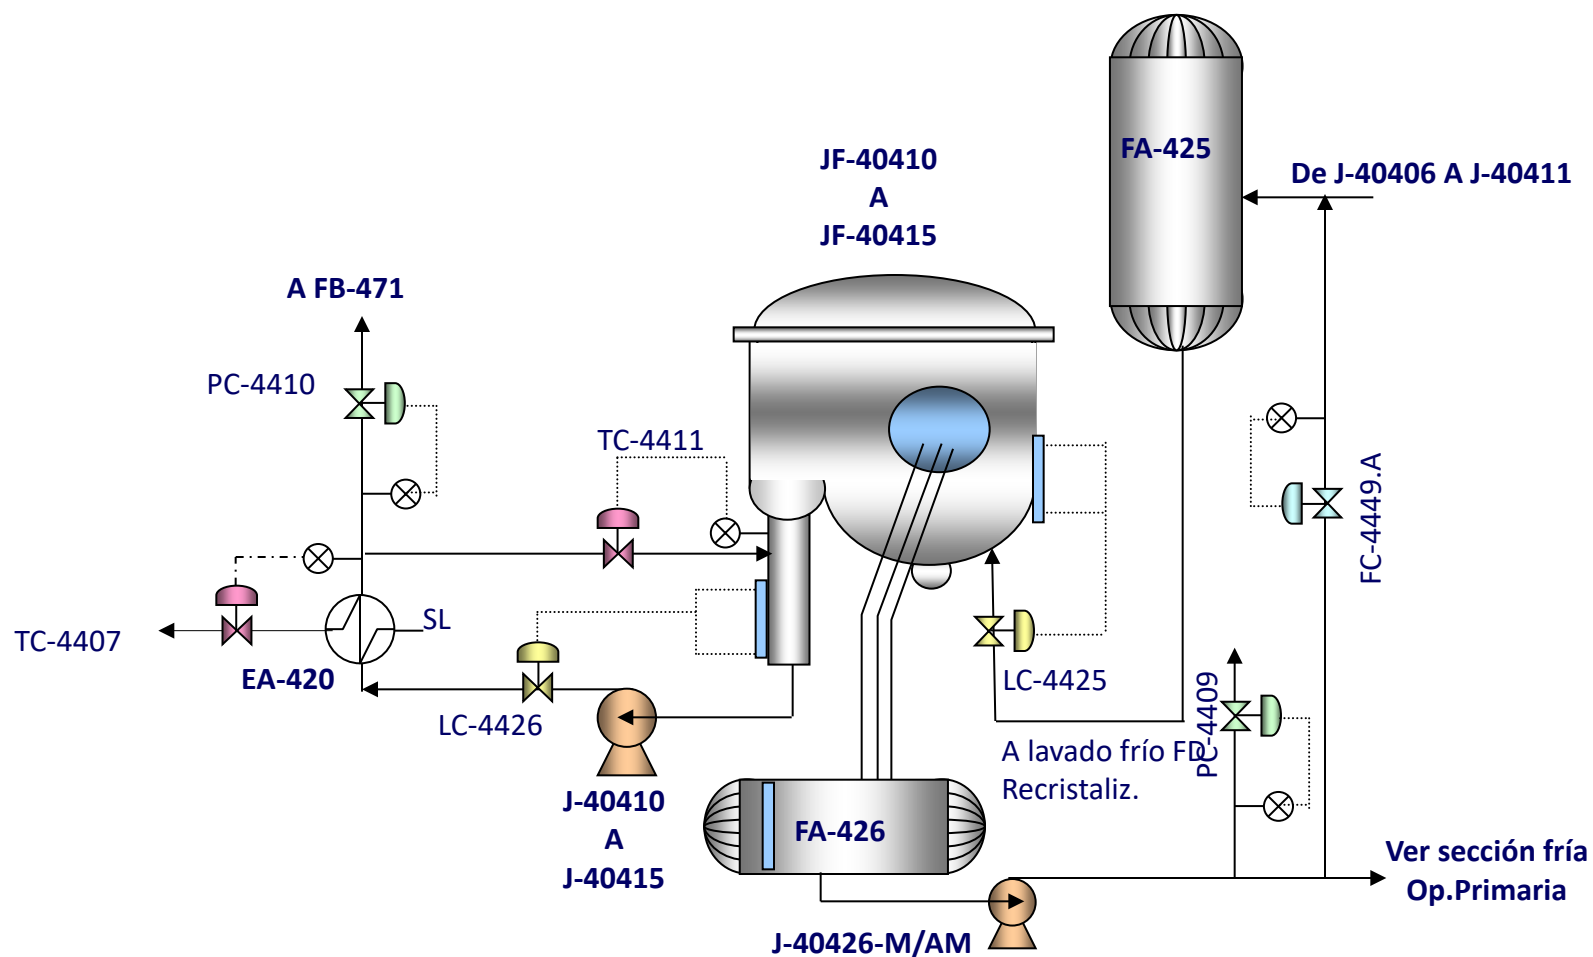 FA-425
JF-40410
A
JF-40415
De J-40406 A J-40411
A FB-471
PC-4410
TC-4411
FC-4449.A
TC-4407
SL
EA-420
LC-4426
LC-4425
PC-4409
A lavado frío FD
Recristaliz.
J-40410
A
J-40415
FA-426
Ver sección fría
Op.Primaria
J-40426-M/AM